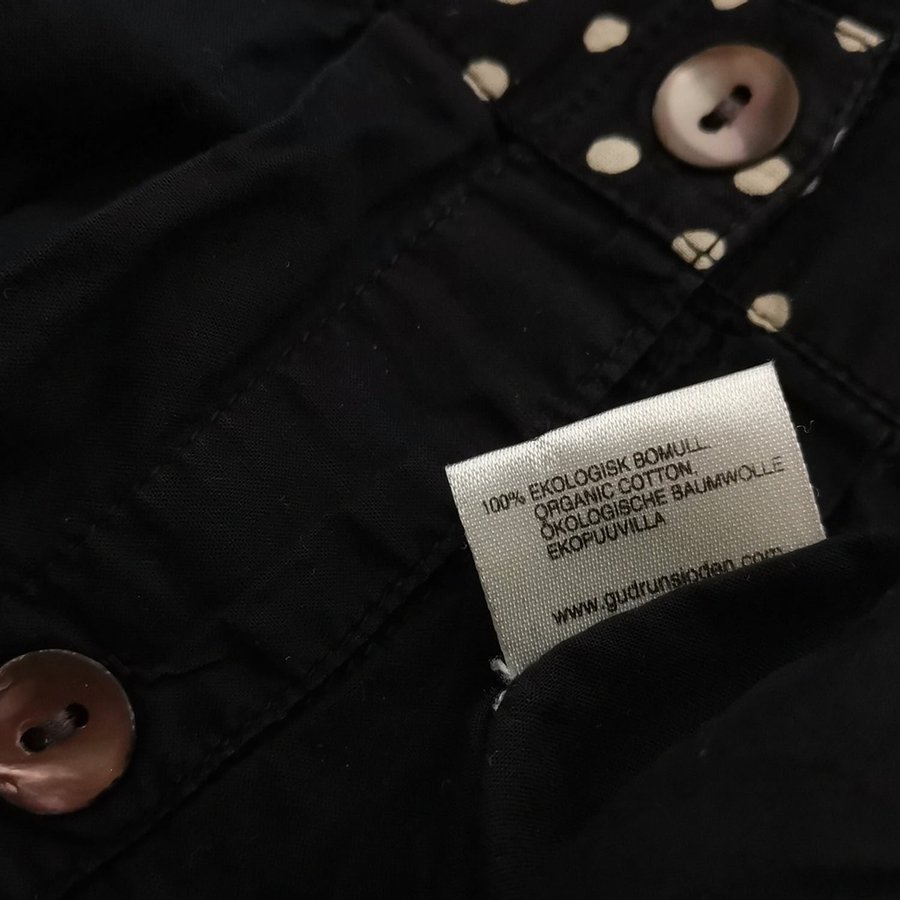 100% EKOLOGISK BOMULL.
ORGANIC COTTON.
ÖKOLOGISCHE BAUMWOLLE
EKOPUUVILLA
www.gudrunsjoden.com